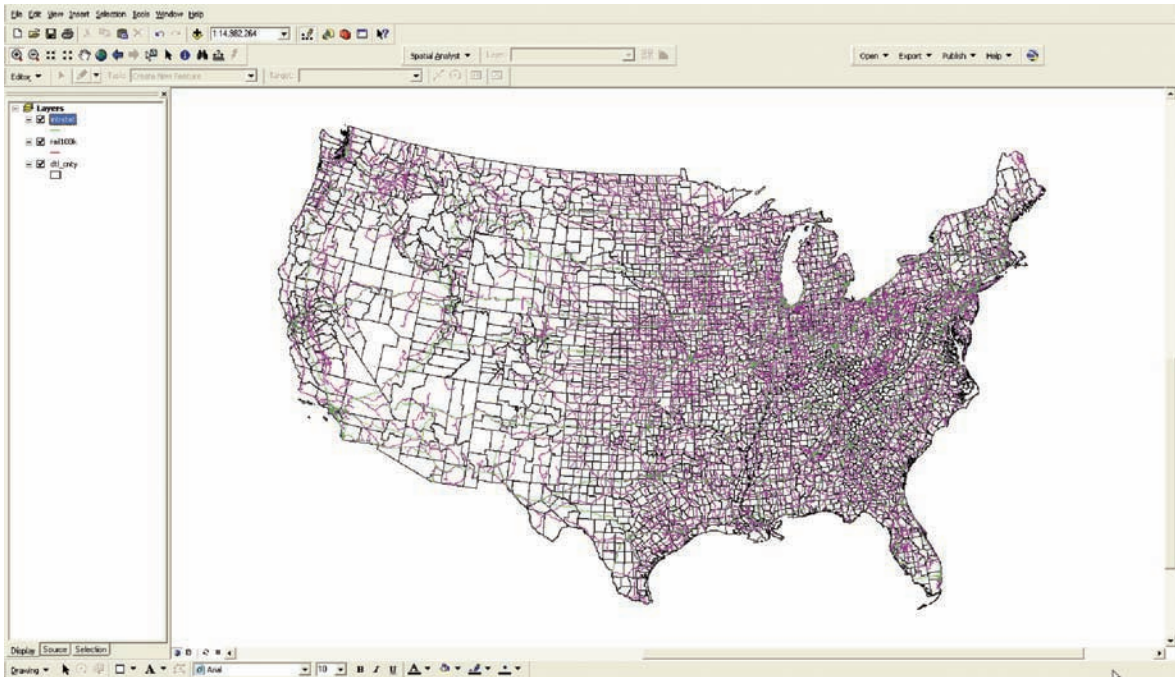 File Edit View Insert Selection Tools Window Help
1:14,982,264
Spatial Analyst Layer:
Open Export Publish Help
Editor Task: Create New Feature Target:
Layers
rail100k
dtl_cnty
Display Source Selection
Drawing A Arial 10 B I U A